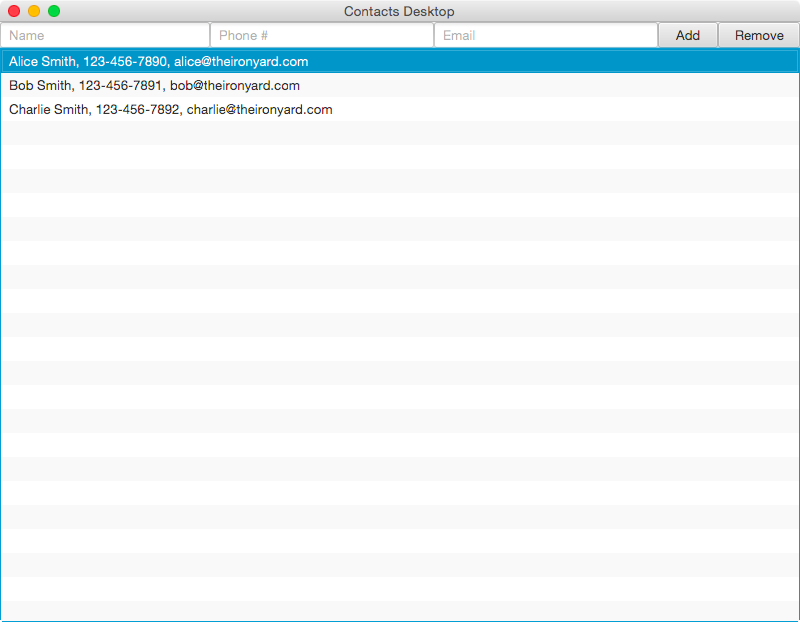 Contacts Desktop
Name Phone # Email Add Remove
Alice Smith, 123-456-7890, alice@theironyard.com
Bob Smith, 123-456-7891, bob@theironyard.com
Charlie Smith, 123-456-7892, charlie@theironyard.com